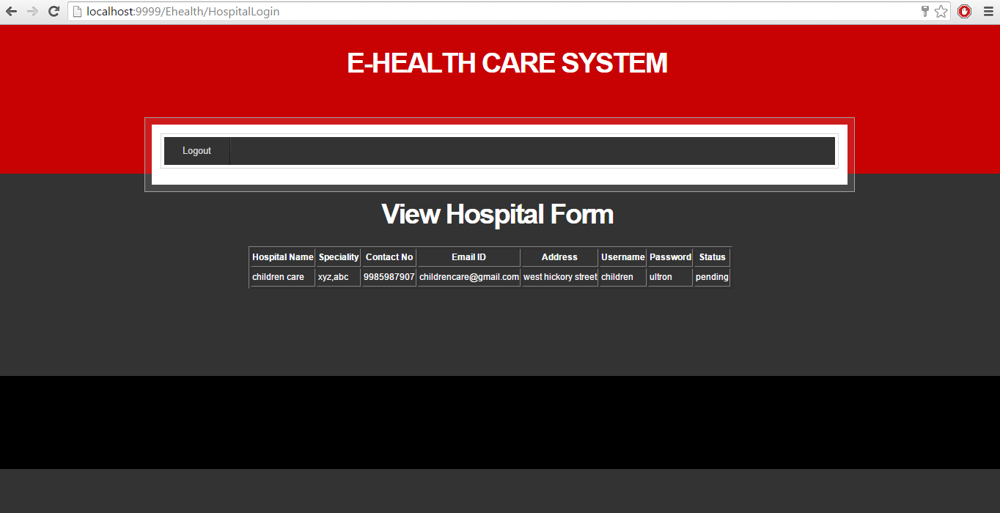 localhost:9999/Ehealth/HospitalLogin
E-HEALTH CARE SYSTEM
Logout
View Hospital Form
Hospital Name Speciality Contact No Email ID Address Username Password Status
children care xyz,abc 9985987907 childrencare@gmail.com west hickory street children ultron pending